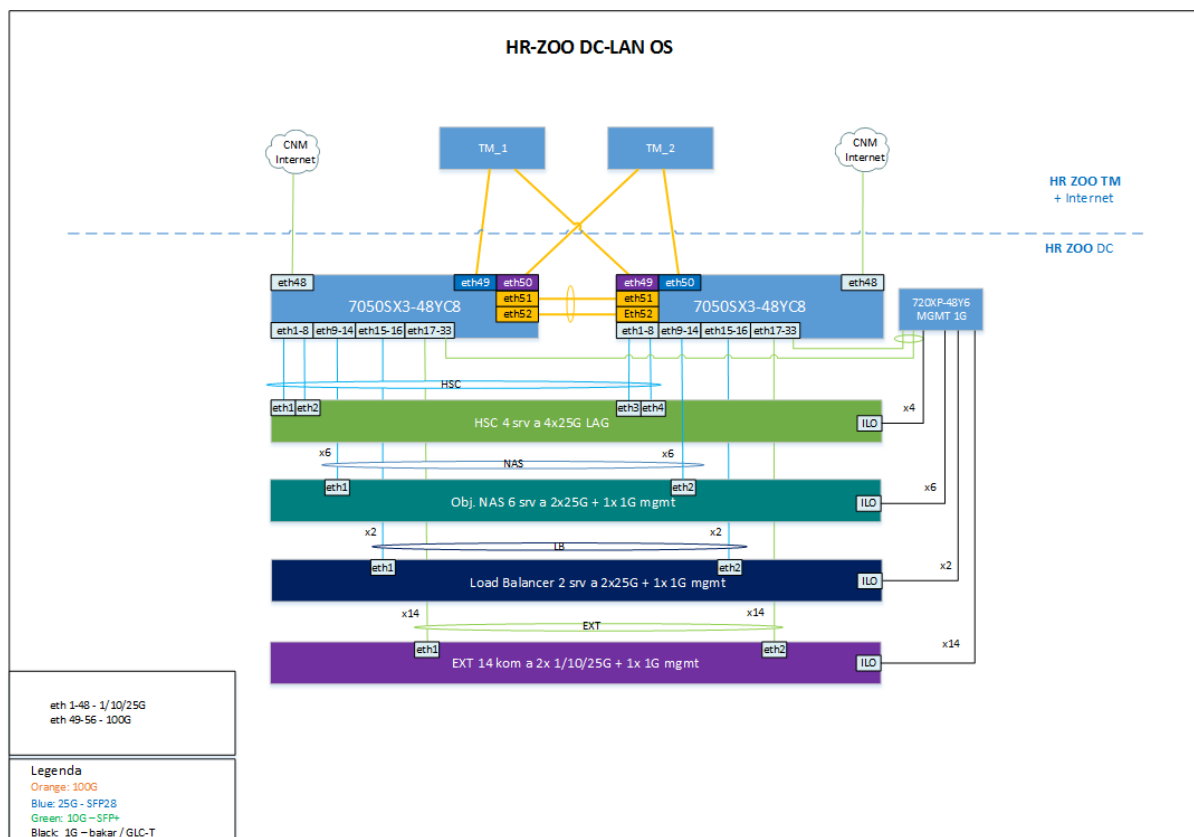 HR-ZOO DC-LAN OS
CNM
Internet
TM_1
TM_2
CNM
Internet
HR ZOO TM
+ Internet
HR ZOO DC
eth48
eth49
eth50
eth49
eth50
eth48
7050SX3-48YC8
eth51
eth52
eth51
Eth52
7050SX3-48YC8
720XP-48Y6
MGMT 1G
eth1-8
eth9-14
eth15-16
eth17-33
eth1-8
eth9-14
eth15-16
eth17-33
HSC
eth1
eth2
eth3
eth4
x4
HSC 4 srv a 4x25G LAG
ILO
x6
x6
NAS
eth1
eth2
x6
Obj. NAS 6 srv a 2x25G + 1x 1G mgmt
ILO
x2
x2
LB
eth1
eth2
x2
Load Balancer 2 srv a 2x25G + 1x 1G mgmt
ILO
x14
x14
EXT
eth1
eth2
x14
EXT 14 kom a 2x 1/10/25G + 1x 1G mgmt
ILO
eth 1-48 - 1/10/25G
eth 49-56 - 100G
Legenda
Orange: 100G
Blue: 25G - SFP28
Green: 10G – SFP+
Black: 1G – bakar / GLC-T